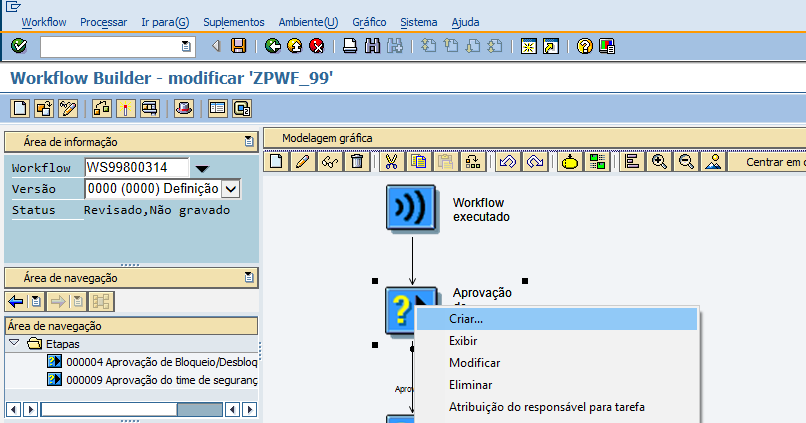 Workflow Processar Ir para(G) Suplementos Ambiente(U) Gráfico Sistema Ajuda
Workflow Builder - modificar 'ZPWF_99'
Área de informação
Workflow WS99800314
Versão 0000 (0000) Definição
Status Revisado,Não gravado
Área de navegação
Área de navegação
Etapas
000004 Aprovação de Bloqueio/Desbloq
000009 Aprovação do time de seguranç
Modelagem gráfica
Centrar em
Workflow
executado
Aprovação
Criar...
Exibir
Modificar
Eliminar
Atribuição do responsável para tarefa
Aprov